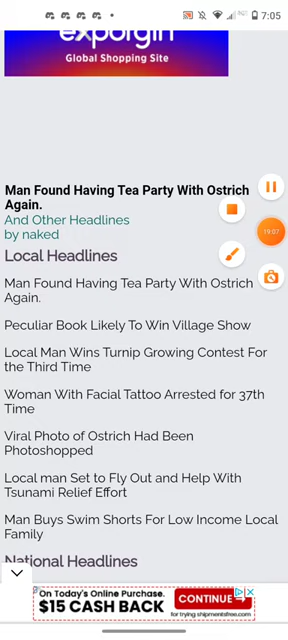 7:05
exporgin
Global Shopping Site
Man Found Having Tea Party With Ostrich
Again.
And Other Headlines
by naked
19:07
Local Headlines
Man Found Having Tea Party With Ostrich
Again.
Peculiar Book Likely To Win Village Show
Local Man Wins Turnip Growing Contest For
the Third Time
Woman With Facial Tattoo Arrested for 37th
Time
Viral Photo of Ostrich Had Been
Photoshopped
Local man Set to Fly Out and Help With
Tsunami Relief Effort
Man Buys Swim Shorts For Low Income Local
Family
National Headlines
On Today's Online Purchase.
$15 CASH BACK
CONTINUE
for trying shipmentsfree.com